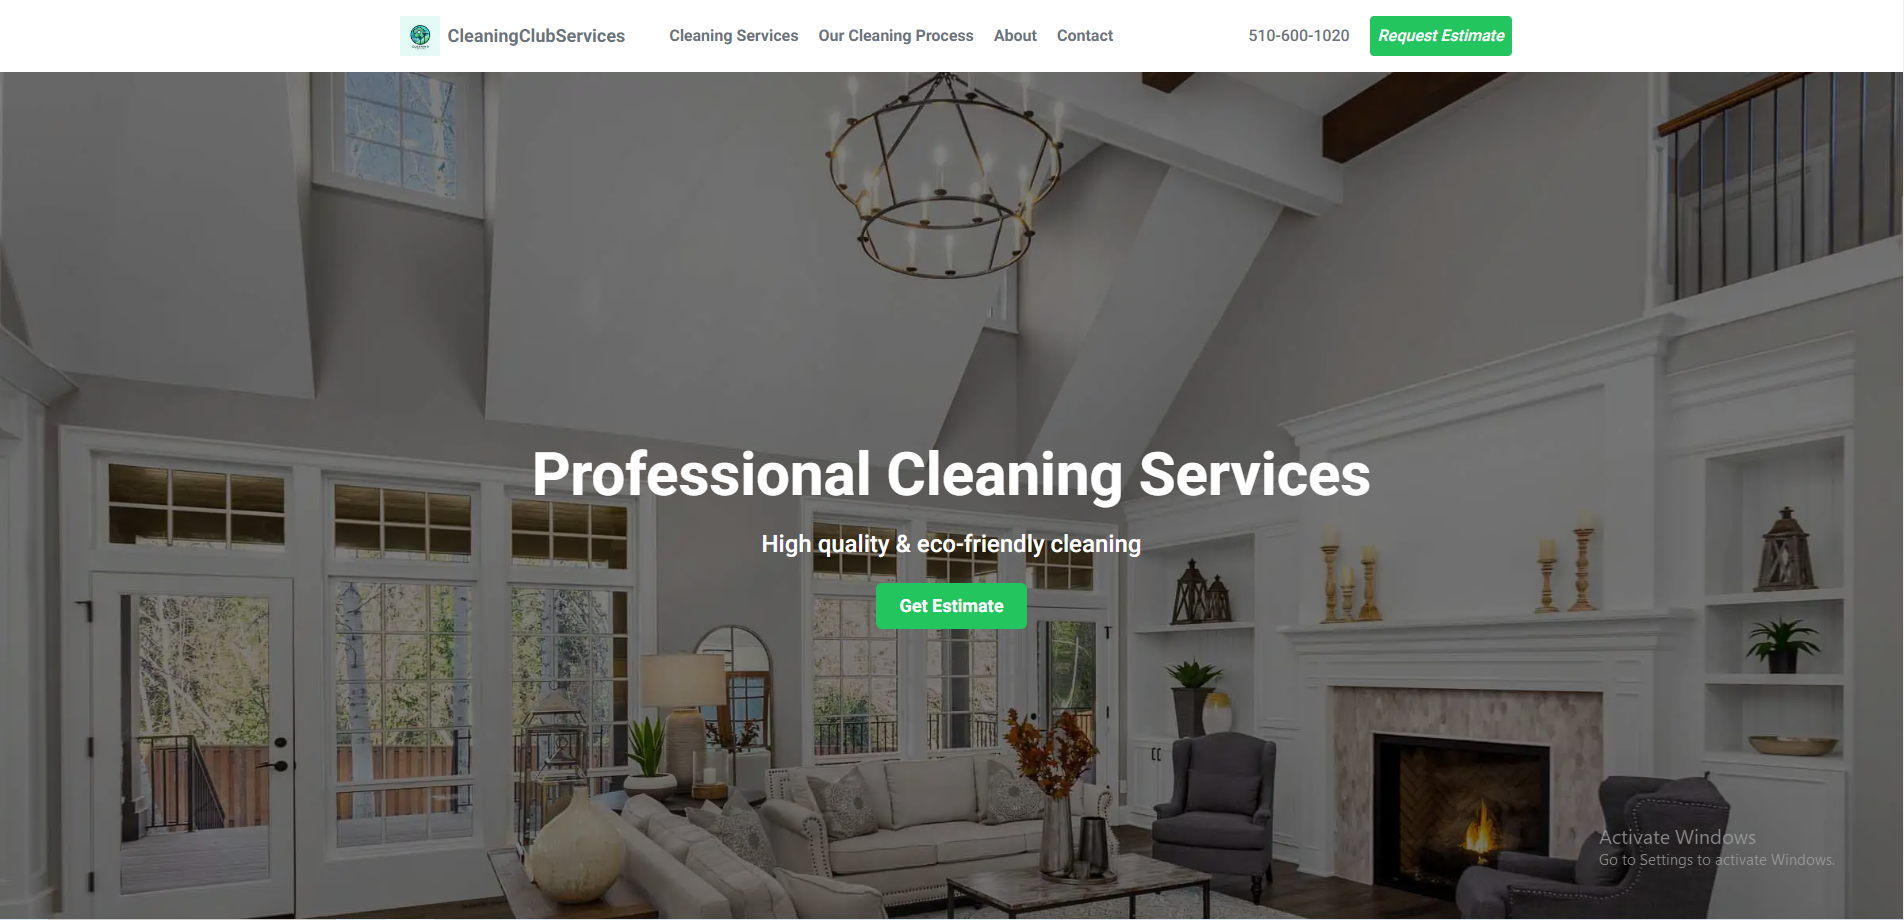 CleaningClubServices
Cleaning Services
Our Cleaning Process
About
Contact
510-600-1020
Request Estimate
Professional Cleaning Services
High quality & eco-friendly cleaning
Get Estimate
Activate Windows
Go to Settings to activate Windows.